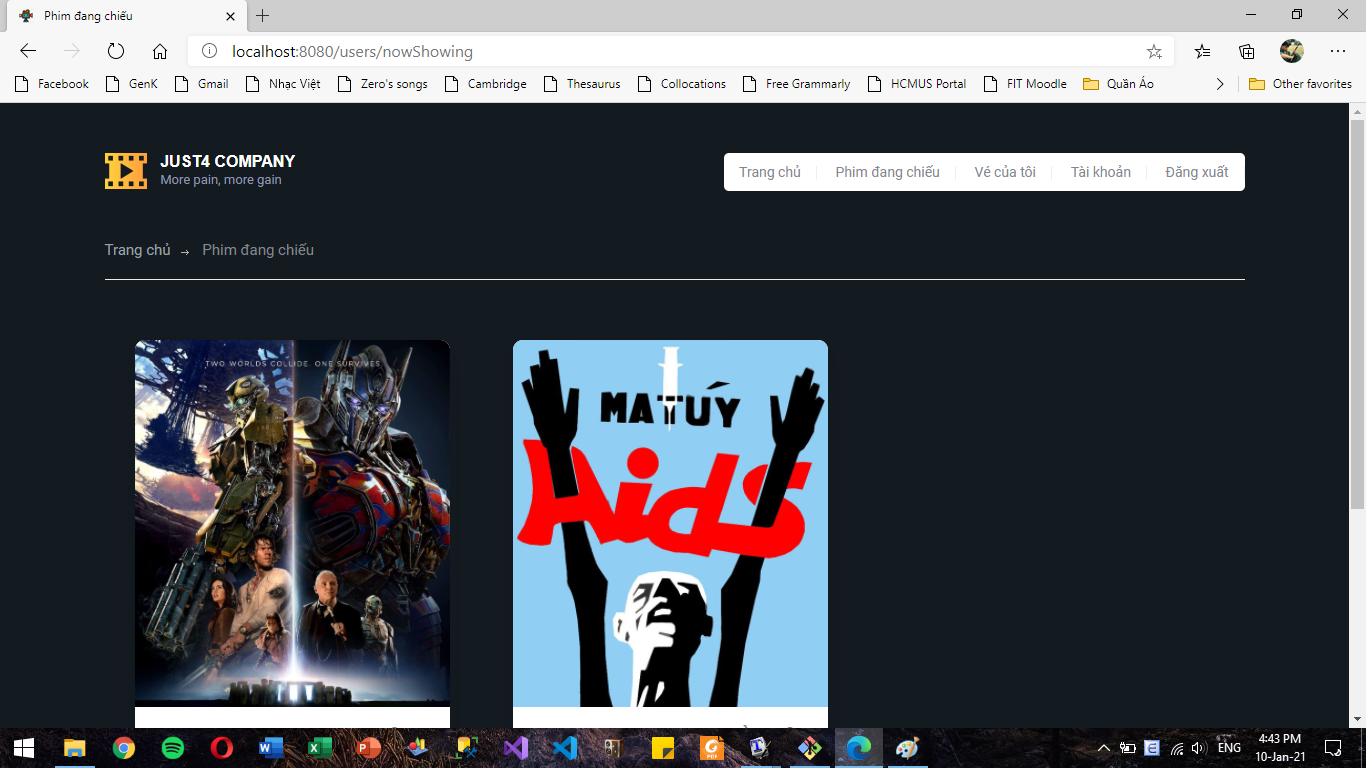 Phim đang chiếu
localhost:8080/users/nowShowing
Facebook GenK Gmail Nhạc Việt Zero's songs Cambridge Thesaurus Collocations Free Grammarly HCMUS Portal FIT Moodle Quần Áo Other favorites
JUST4 COMPANY
More pain, more gain
Trang chủ Phim đang chiếu Vé của tôi Tài khoản Đăng xuất
Trang chủ → Phim đang chiếu
TWO WORLDS COLLIDE. ONE SURVIVES
MA TÚY
Aids
ENG
4:43 PM
10-Jan-21